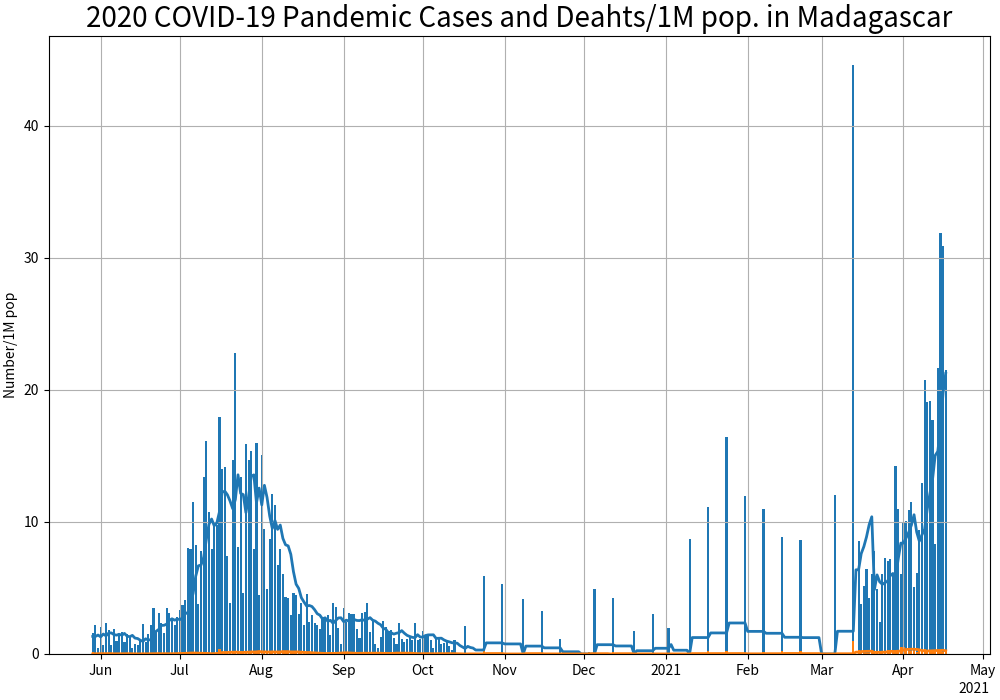 2020 COVID-19 Pandemic Cases and Deahts/1M pop. in Madagascar
Number/1M pop
40
30
20
10
0
Jun Jul Aug Sep Oct Nov Dec 2021 Feb Mar Apr May
2021